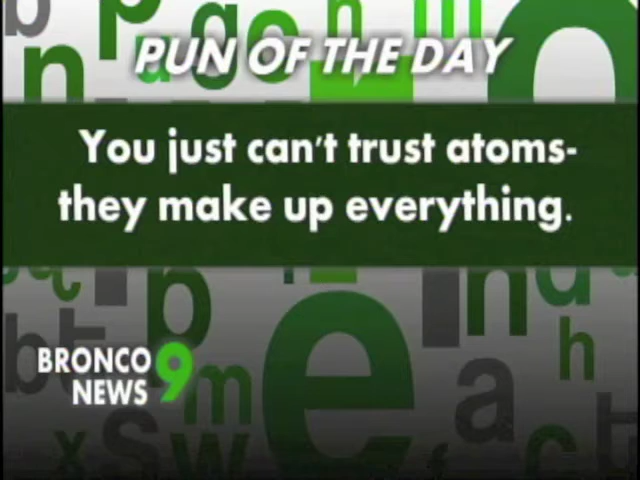 PUN OF THE DAY
You just can't trust atoms-
they make up everything.
BRONCO
NEWS 9